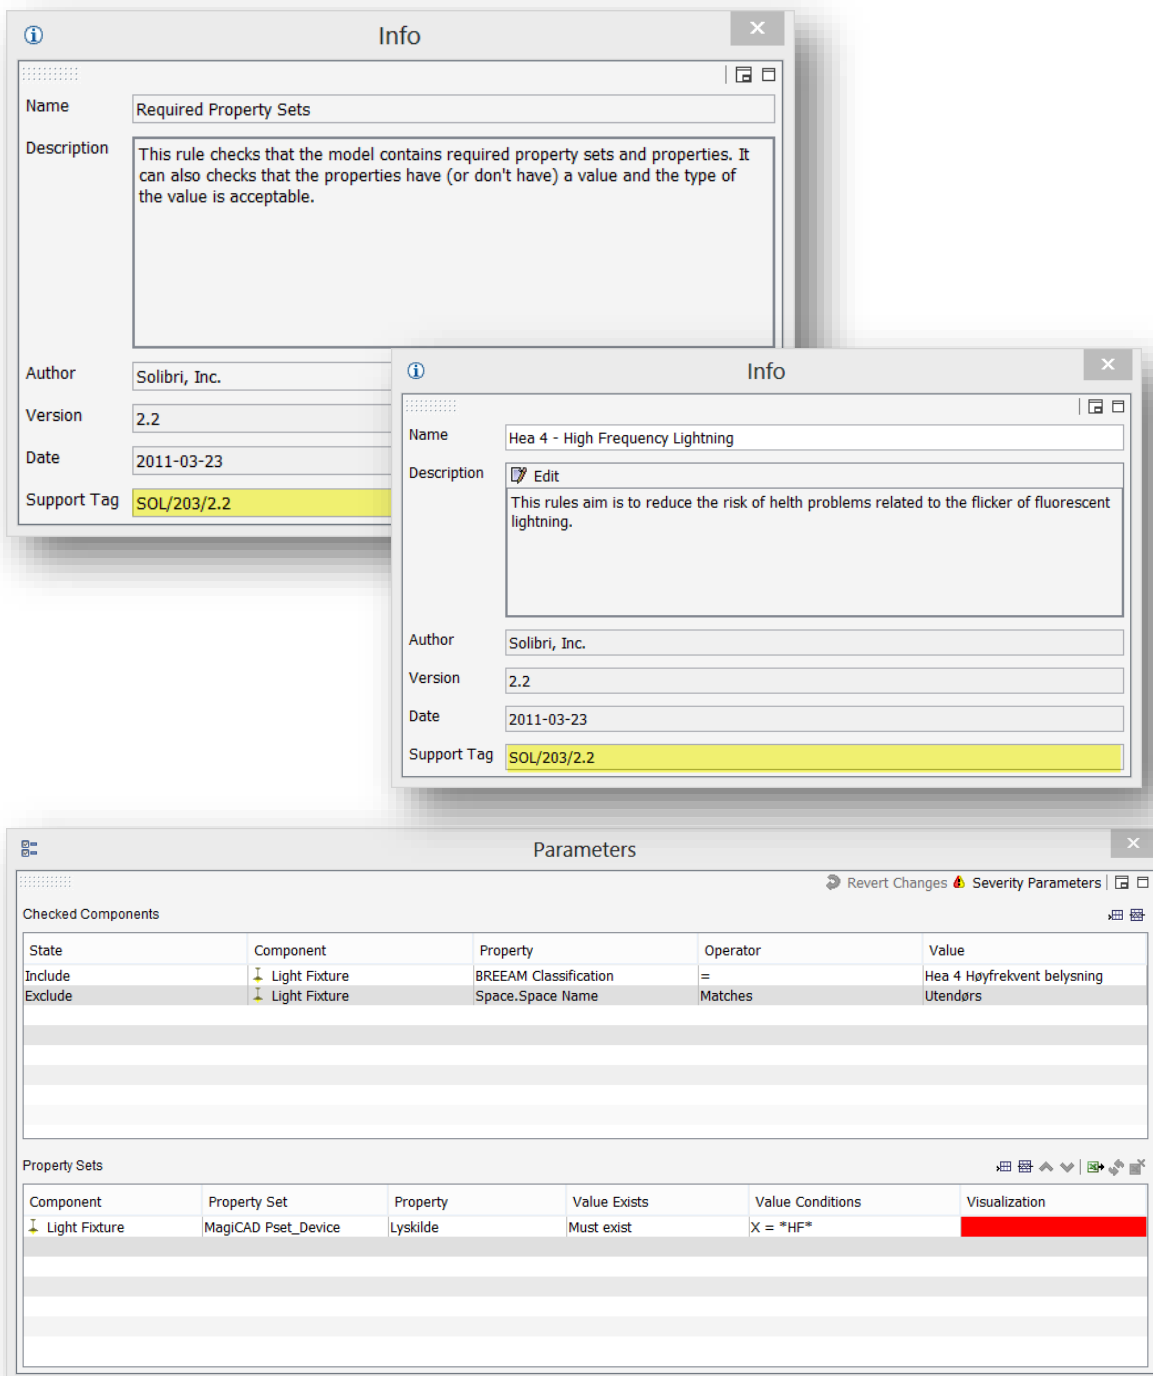 Info
Name
Required Property Sets
Description
This rule checks that the model contains required property sets and properties. It
can also checks that the properties have (or don't have) a value and the type of
the value is acceptable.
Author
Solibri, Inc.
Version
2.2
Date
2011-03-23
Support Tag
SOL/203/2.2
Info
Name
Hea 4 - High Frequency Lightning
Description
Edit
This rules aim is to reduce the risk of helth problems related to the flicker of fluorescent
lightning.
Author
Solibri, Inc.
Version
2.2
Date
2011-03-23
Support Tag
SOL/203/2.2
Parameters
Revert Changes Severity Parameters
Checked Components
State Component Property Operator Value
Include Light Fixture BREEAM Classification = Hea 4 Høyfrekvent belysning
Exclude Light Fixture Space.Space Name Matches Utendørs
Property Sets
Component Property Set Property Value Exists Value Conditions Visualization
Light Fixture MagiCAD Pset_Device Lyskilde Must exist X = *HF*